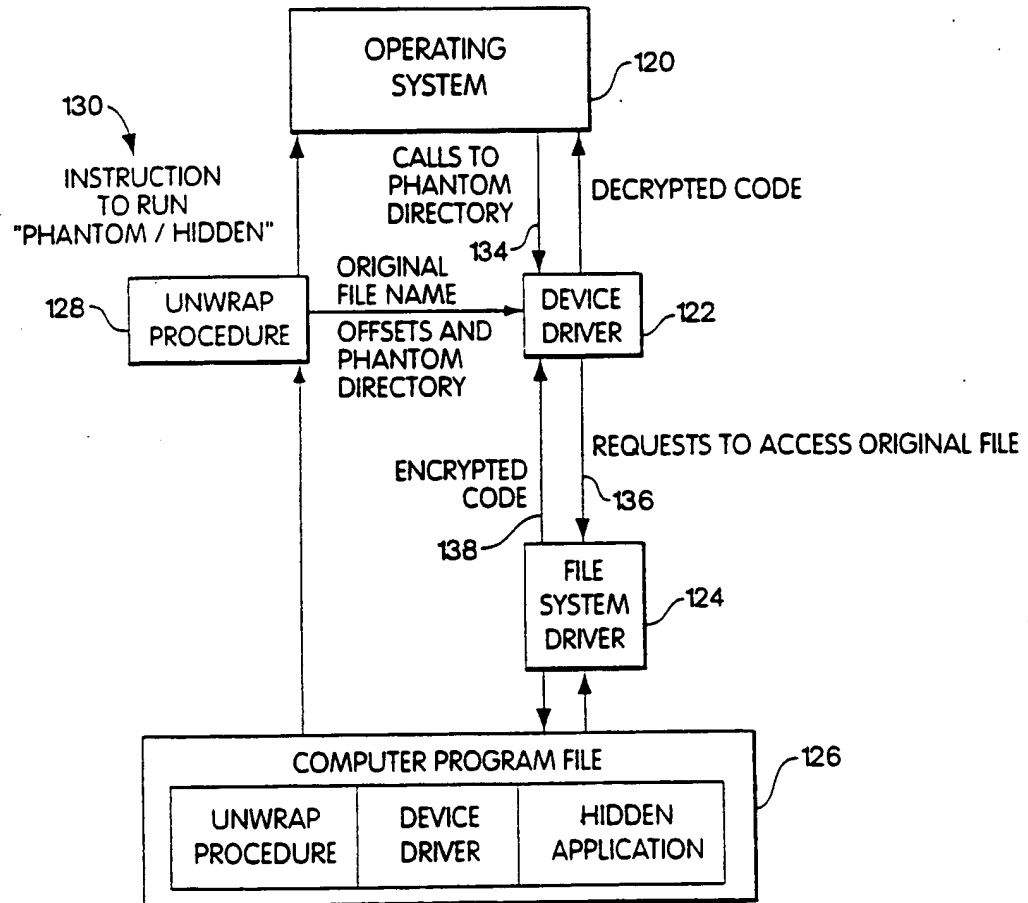 OPERATING
SYSTEM
120
130
INSTRUCTION
TO RUN
"PHANTOM / HIDDEN"
CALLS TO
PHANTOM
DIRECTORY
134
DECRYPTED CODE
128
UNWRAP
PROCEDURE
ORIGINAL
FILE NAME
OFFSETS AND
PHANTOM
DIRECTORY
DEVICE
DRIVER
122
ENCRYPTED
CODE
138
REQUESTS TO ACCESS ORIGINAL FILE
136
FILE
SYSTEM
DRIVER
124
COMPUTER PROGRAM FILE
126
UNWRAP
PROCEDURE
DEVICE
DRIVER
HIDDEN
APPLICATION